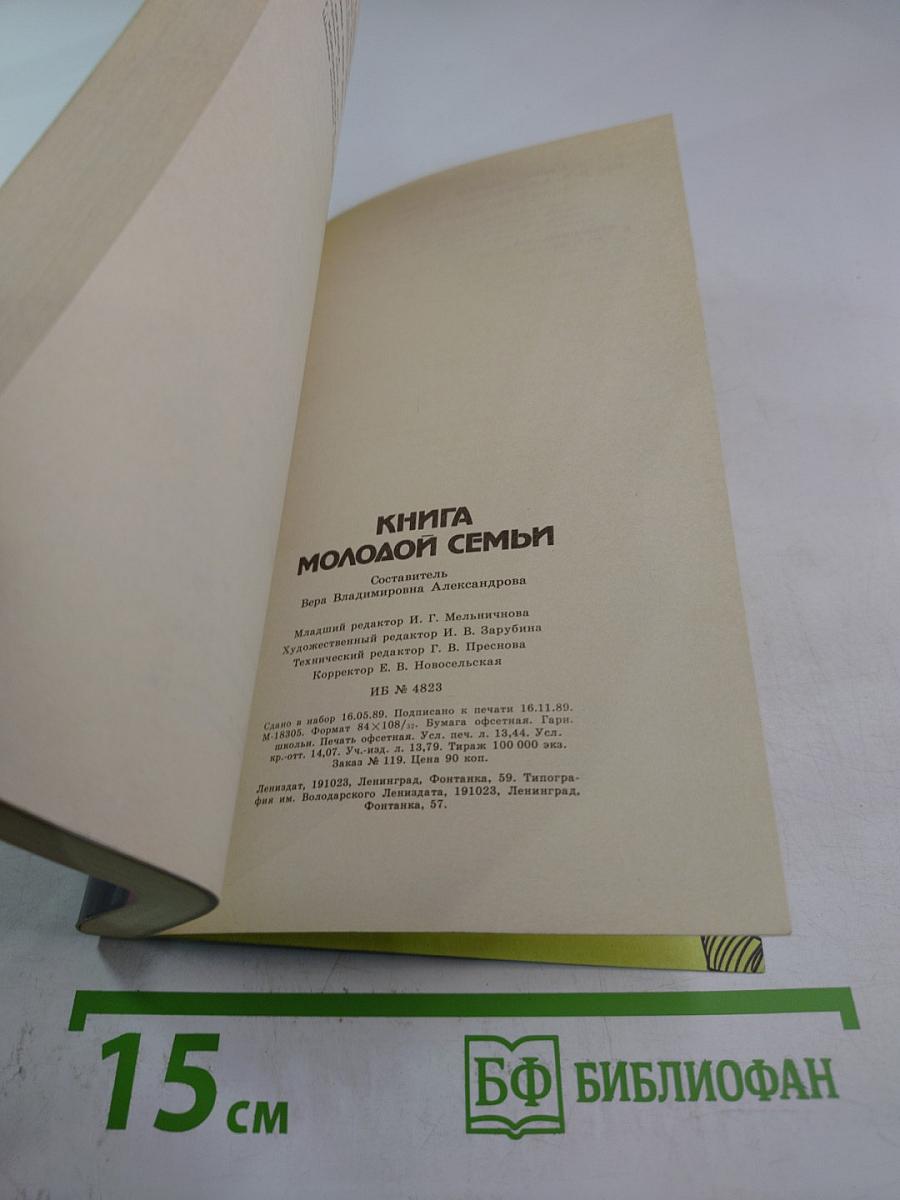 КНИГА
МОЛОДОЙ СЕМЬИ
Составитель
Вера Владимировна Александрова
Младший редактор И. Г. Мельничнова
Художественный редактор И. В. Зарубина
Технический редактор Г. В. Преснова
Корректор Е. В. Новосельская
ИБ № 4823
Сдано в набор 16.05.89. Подписано к печати 16.11.89.
М-18305. Формат 84×108/32. Бумага офсетная. Гарн.
школьн. Печать офсетная. Усл. печ. л. 13,44. Усл.
кр.-отт. 14,07. Уч.-изд. л. 13,79. Тираж 100 000 экз.
Заказ № 119. Цена 90 коп.
Лениздат, 191023, Ленинград, Фонтанка, 59. Типогра-
фия им. Володарского Лениздата, 191023, Ленинград,
Фонтанка, 57.
15 см
БФ БИБЛИОФАН